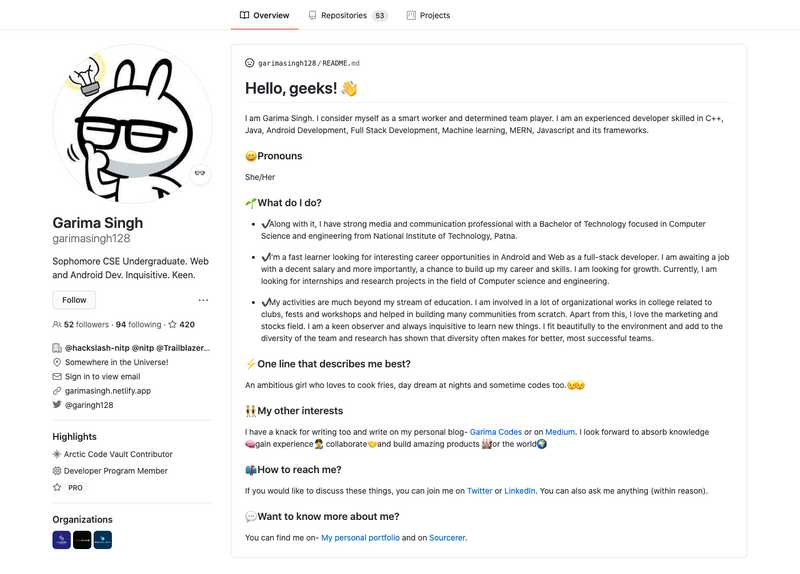 Overview
Repositories 53
Projects
Garima Singh
garimasingh128
Sophomore CSE Undergraduate. Web
and Android Dev. Inquisitive. Keen.
Follow
52 followers · 94 following · 420
@hackslash-nitp @nitp @Trailblazer...
Somewhere in the Universe!
Sign in to view email
garimasingh.netlify.app
@garingh128
Highlights
Arctic Code Vault Contributor
Developer Program Member
PRO
Organizations
garimasingh128/README.md
Hello, geeks! 👋
I am Garima Singh. I consider myself as a smart worker and determined team player. I am an experienced developer skilled in C++,
Java, Android Development, Full Stack Development, Machine learning, MERN, Javascript and its frameworks.
😄Pronouns
She/Her
🌱What do I do?
• ✔Along with it, I have strong media and communication professional with a Bachelor of Technology focused in Computer
Science and engineering from National Institute of Technology, Patna.
• ✔I'm a fast learner looking for interesting career opportunities in Android and Web as a full-stack developer. I am awaiting a job
with a decent salary and more importantly, a chance to build up my career and skills. I am looking for growth. Currently, I am
looking for internships and research projects in the field of Computer science and engineering.
• ✔My activities are much beyond my stream of education. I am involved in a lot of organizational works in college related to
clubs, fests and workshops and helped in building many communities from scratch. Apart from this, I love the marketing and
stocks field. I am a keen observer and always inquisitive to learn new things. I fit beautifully to the environment and add to the
diversity of the team and research has shown that diversity often makes for better, most successful teams.
⚡One line that describes me best?
An ambitious girl who loves to cook fries, day dream at nights and sometime codes too.
👯My other interests
I have a knack for writing too and write on my personal blog- Garima Codes or on Medium. I look forward to absorb knowledge
🧠gain experience collaborate🤝and build amazing products for the world🌍
📫How to reach me?
If you would like to discuss these things, you can join me on Twitter or LinkedIn. You can also ask me anything (within reason).
💬Want to know more about me?
You can find me on- My personal portfolio and on Sourcerer.